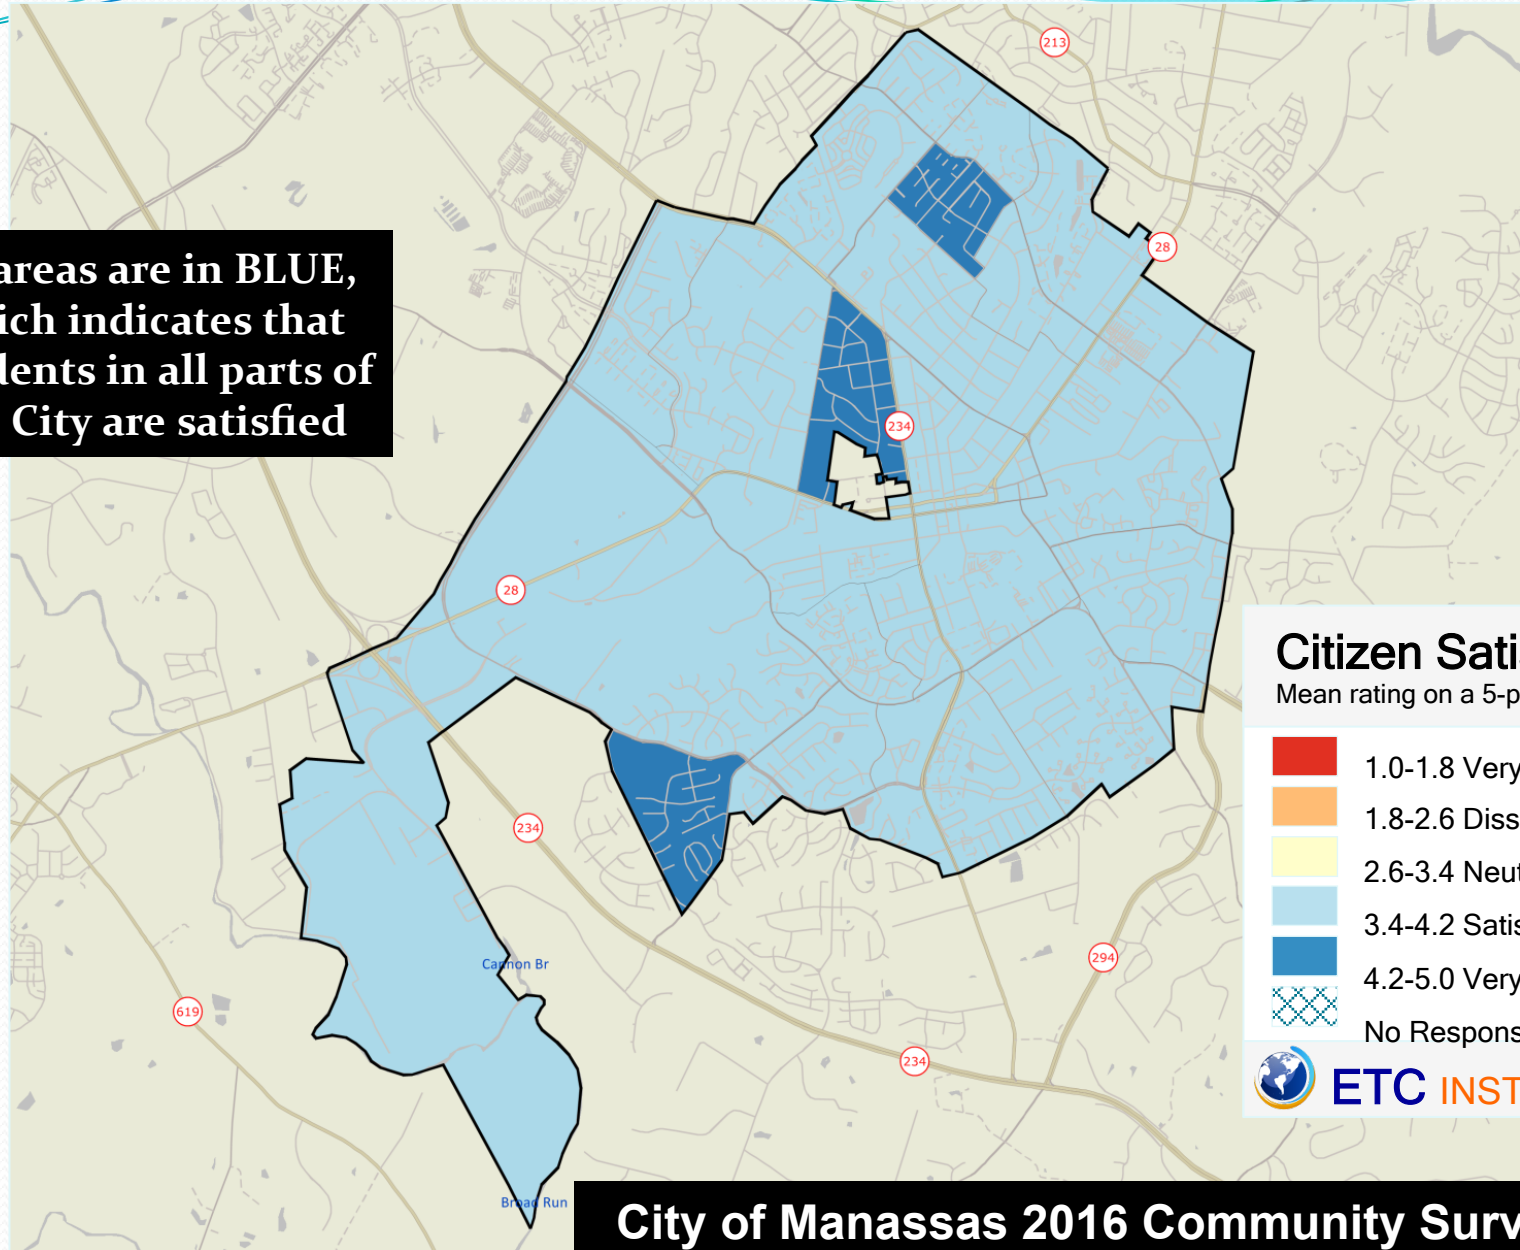 213
28
areas are in BLUE,
ich indicates that
dents in all parts of
City are satisfied
234
28
Citizen Sati
Mean rating on a 5-p
1.0-1.8 Very
1.8-2.6 Diss
2.6-3.4 Neut
3.4-4.2 Satis
4.2-5.0 Very
No Respons
ETC INST
234
Cannon Br
294
619
234
Broad Run
City of Manassas 2016 Community Surv